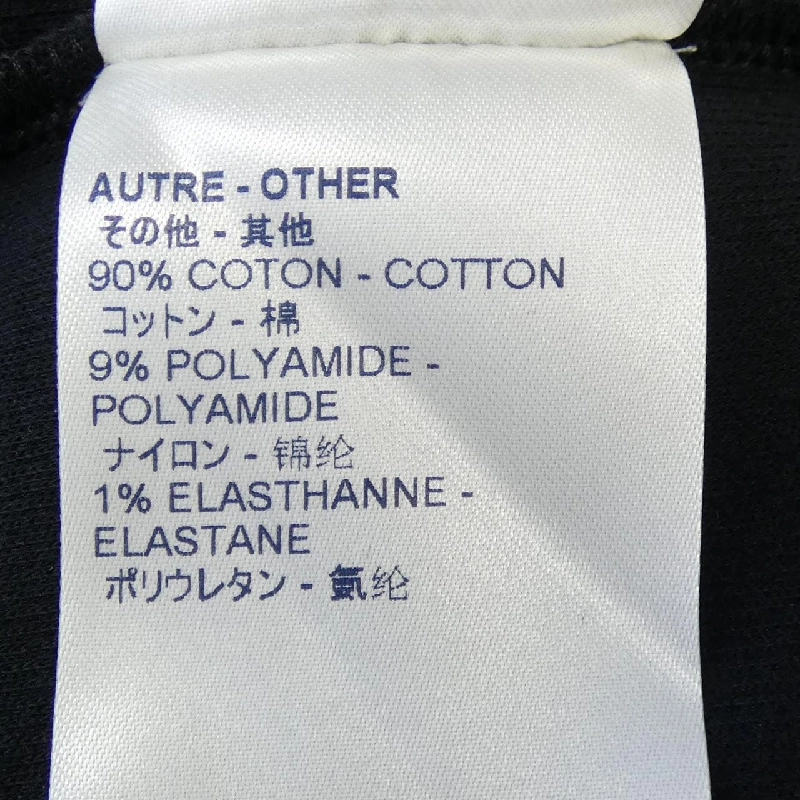 AUTRE - OTHER
その他 - 其他
90% COTON - COTTON
コットン - 棉
9% POLYAMIDE -
POLYAMIDE
ナイロン - 锦纶
1% ELASTHANNE -
ELASTANE
ポリウレタン - 氨纶